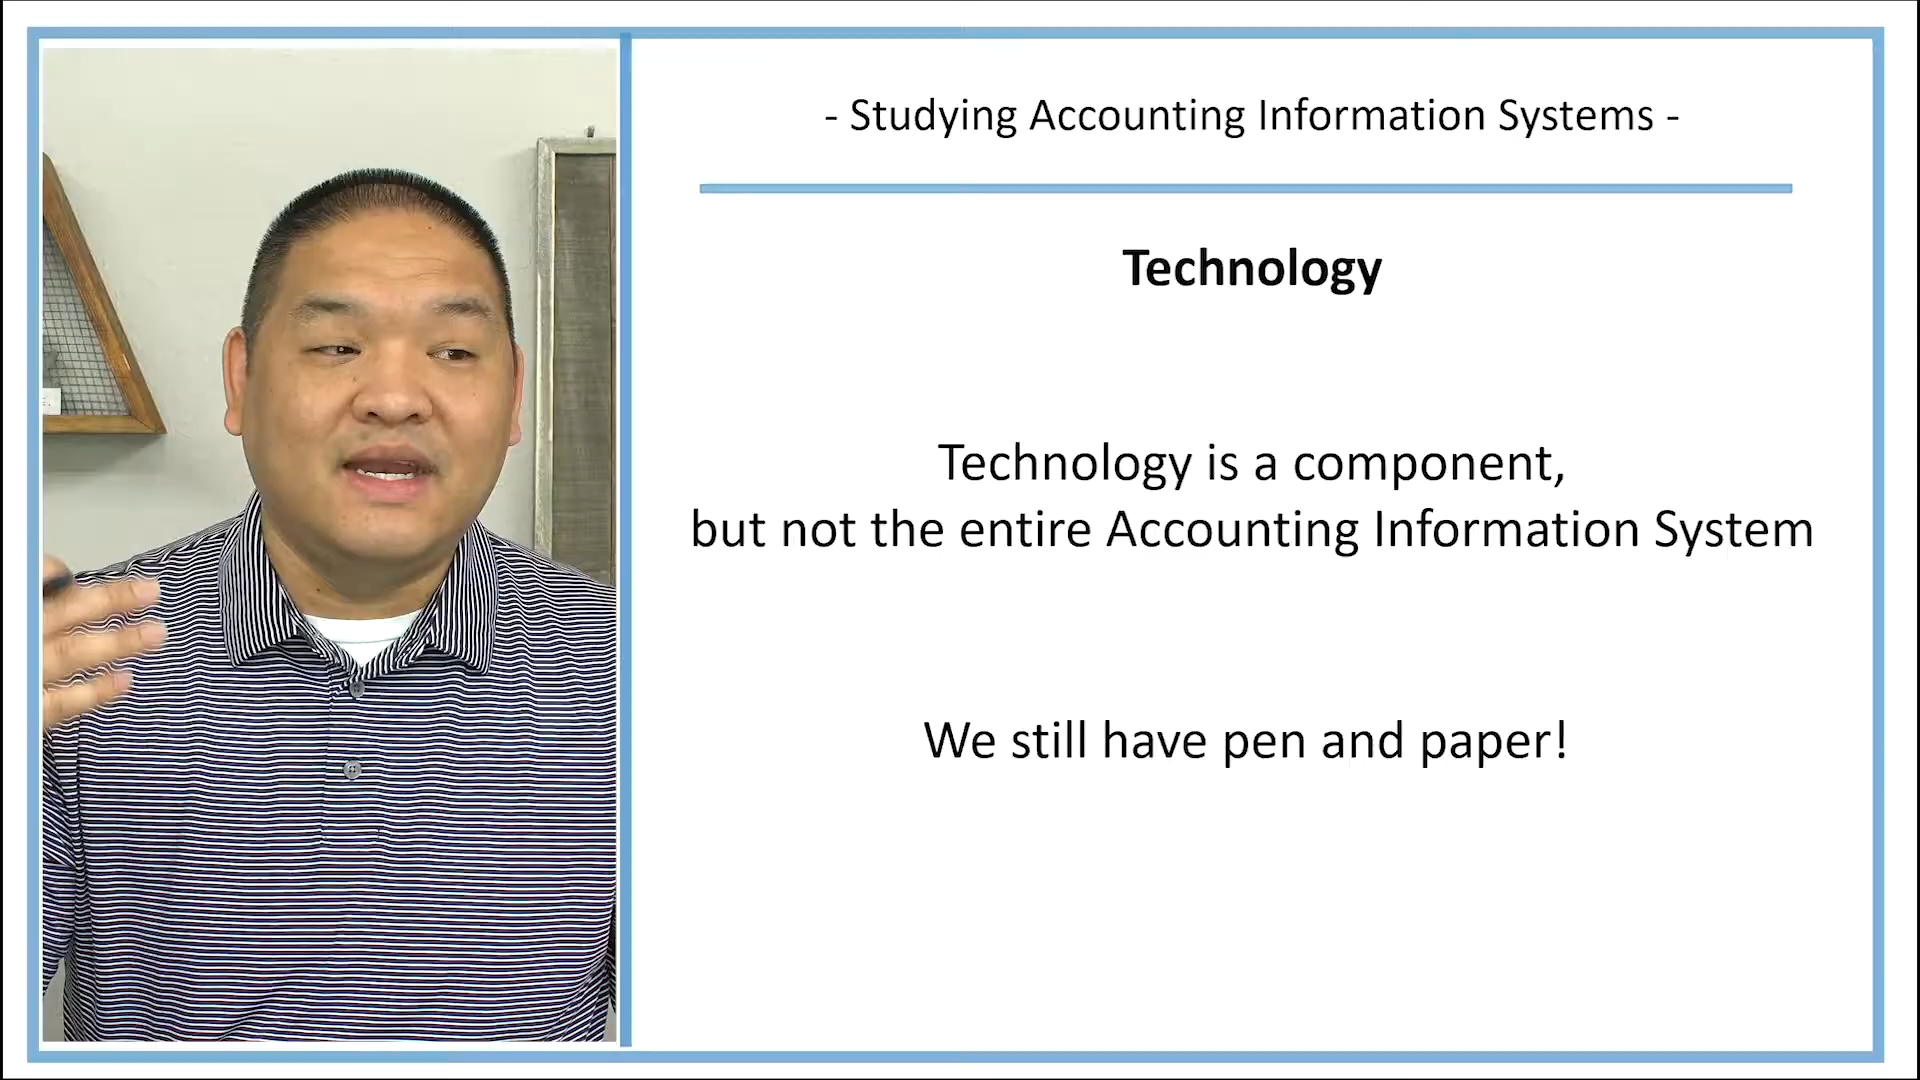 - Studying Accounting Information Systems -
Technology
Technology is a component,
but not the entire Accounting Information System
We still have pen and paper!